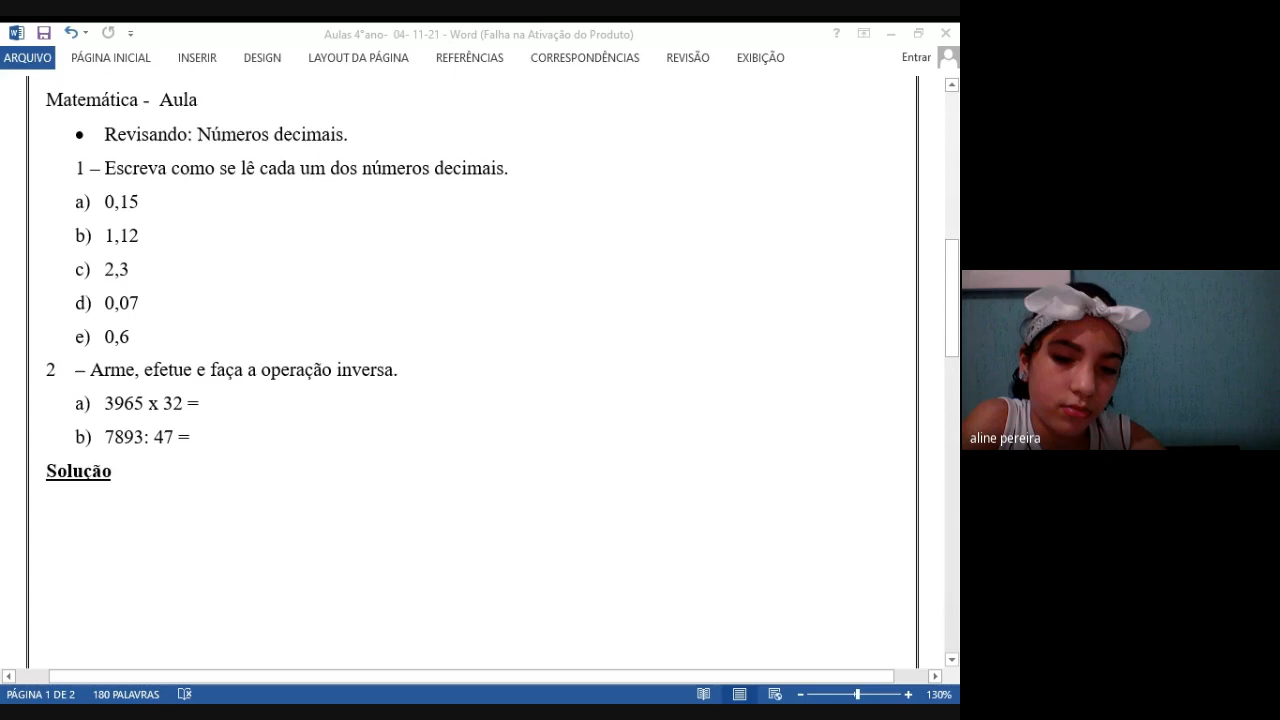 Aulas 4°ano- 04- 11-21 - Word (Falha na Ativação do Produto)
ARQUIVO PÁGINA INICIAL INSERIR DESIGN LAYOUT DA PÁGINA REFERÊNCIAS CORRESPONDÊNCIAS REVISÃO EXIBIÇÃO Entrar
Matemática - Aula
• Revisando: Números decimais.
1 – Escreva como se lê cada um dos números decimais.
a) 0,15
b) 1,12
c) 2,3
d) 0,07
e) 0,6
2 – Arme, efetue e faça a operação inversa.
a) 3965 x 32 =
b) 7893: 47 =
Solução
aline pereira
PÁGINA 1 DE 2 180 PALAVRAS 130%